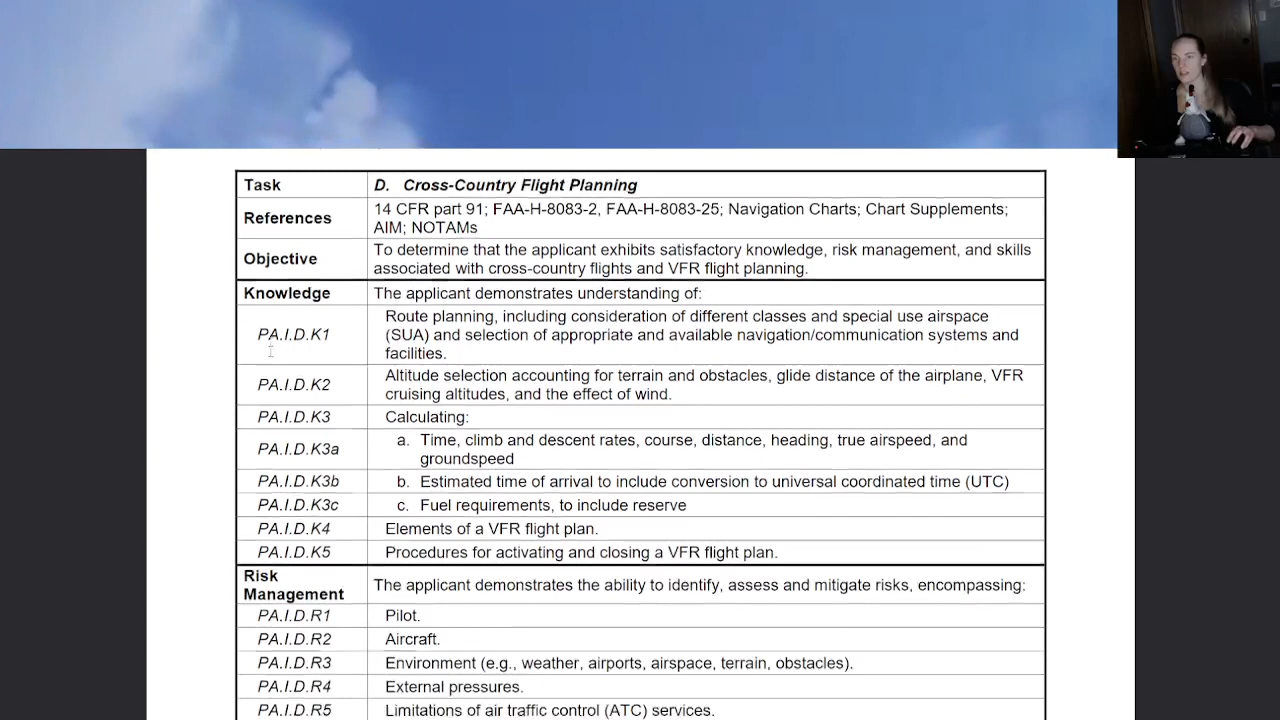 Task
D. Cross-Country Flight Planning
References
14 CFR part 91; FAA-H-8083-2, FAA-H-8083-25; Navigation Charts; Chart Supplements;
AIM; NOTAMs
Objective
To determine that the applicant exhibits satisfactory knowledge, risk management, and skills
associated with cross-country flights and VFR flight planning.
Knowledge
The applicant demonstrates understanding of:
PA.I.D.K1
Route planning, including consideration of different classes and special use airspace
(SUA) and selection of appropriate and available navigation/communication systems and
facilities.
PA.I.D.K2
Altitude selection accounting for terrain and obstacles, glide distance of the airplane, VFR
cruising altitudes, and the effect of wind.
PA.I.D.K3
Calculating:
PA.I.D.K3a
a. Time, climb and descent rates, course, distance, heading, true airspeed, and
groundspeed
PA.I.D.K3b
b. Estimated time of arrival to include conversion to universal coordinated time (UTC)
PA.I.D.K3c
c. Fuel requirements, to include reserve
PA.I.D.K4
Elements of a VFR flight plan.
PA.I.D.K5
Procedures for activating and closing a VFR flight plan.
Risk
Management
The applicant demonstrates the ability to identify, assess and mitigate risks, encompassing:
PA.I.D.R1
Pilot.
PA.I.D.R2
Aircraft.
PA.I.D.R3
Environment (e.g., weather, airports, airspace, terrain, obstacles).
PA.I.D.R4
External pressures.
PA.I.D.R5
Limitations of air traffic control (ATC) services.